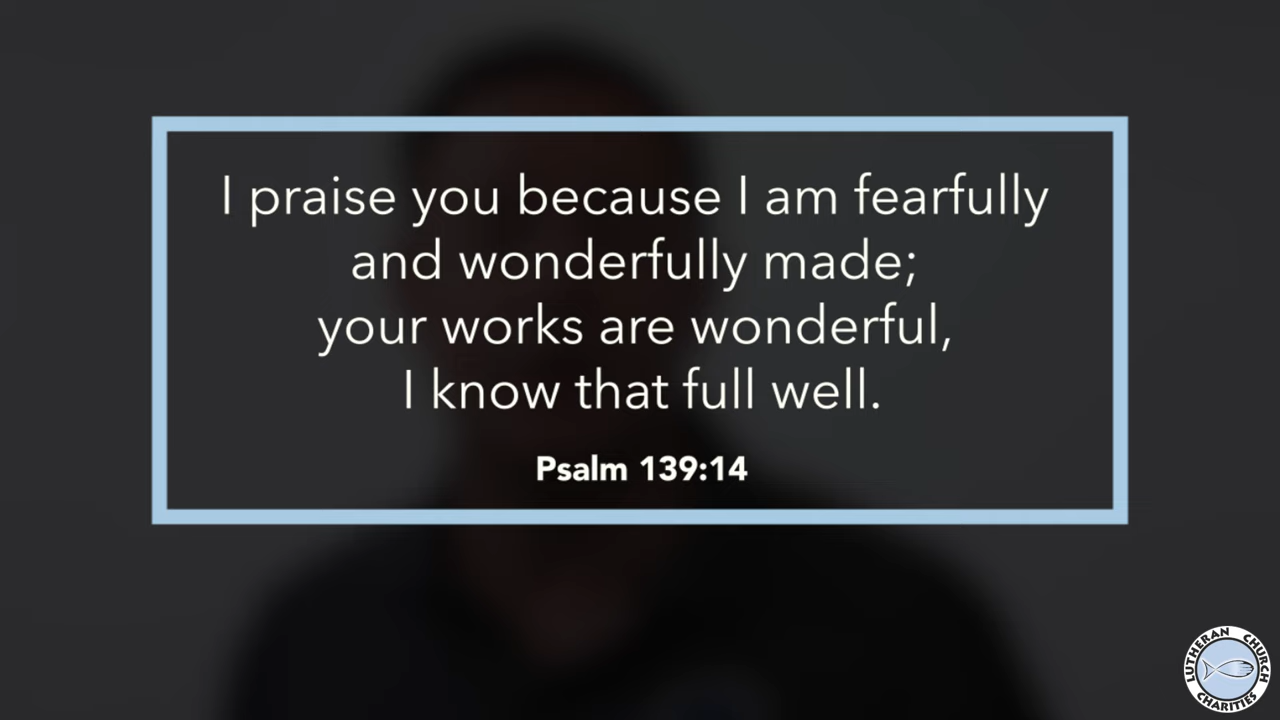 I praise you because I am fearfully
and wonderfully made;
your works are wonderful,
I know that full well.
Psalm 139:14
LUTHERAN CHURCH
CHARITIES